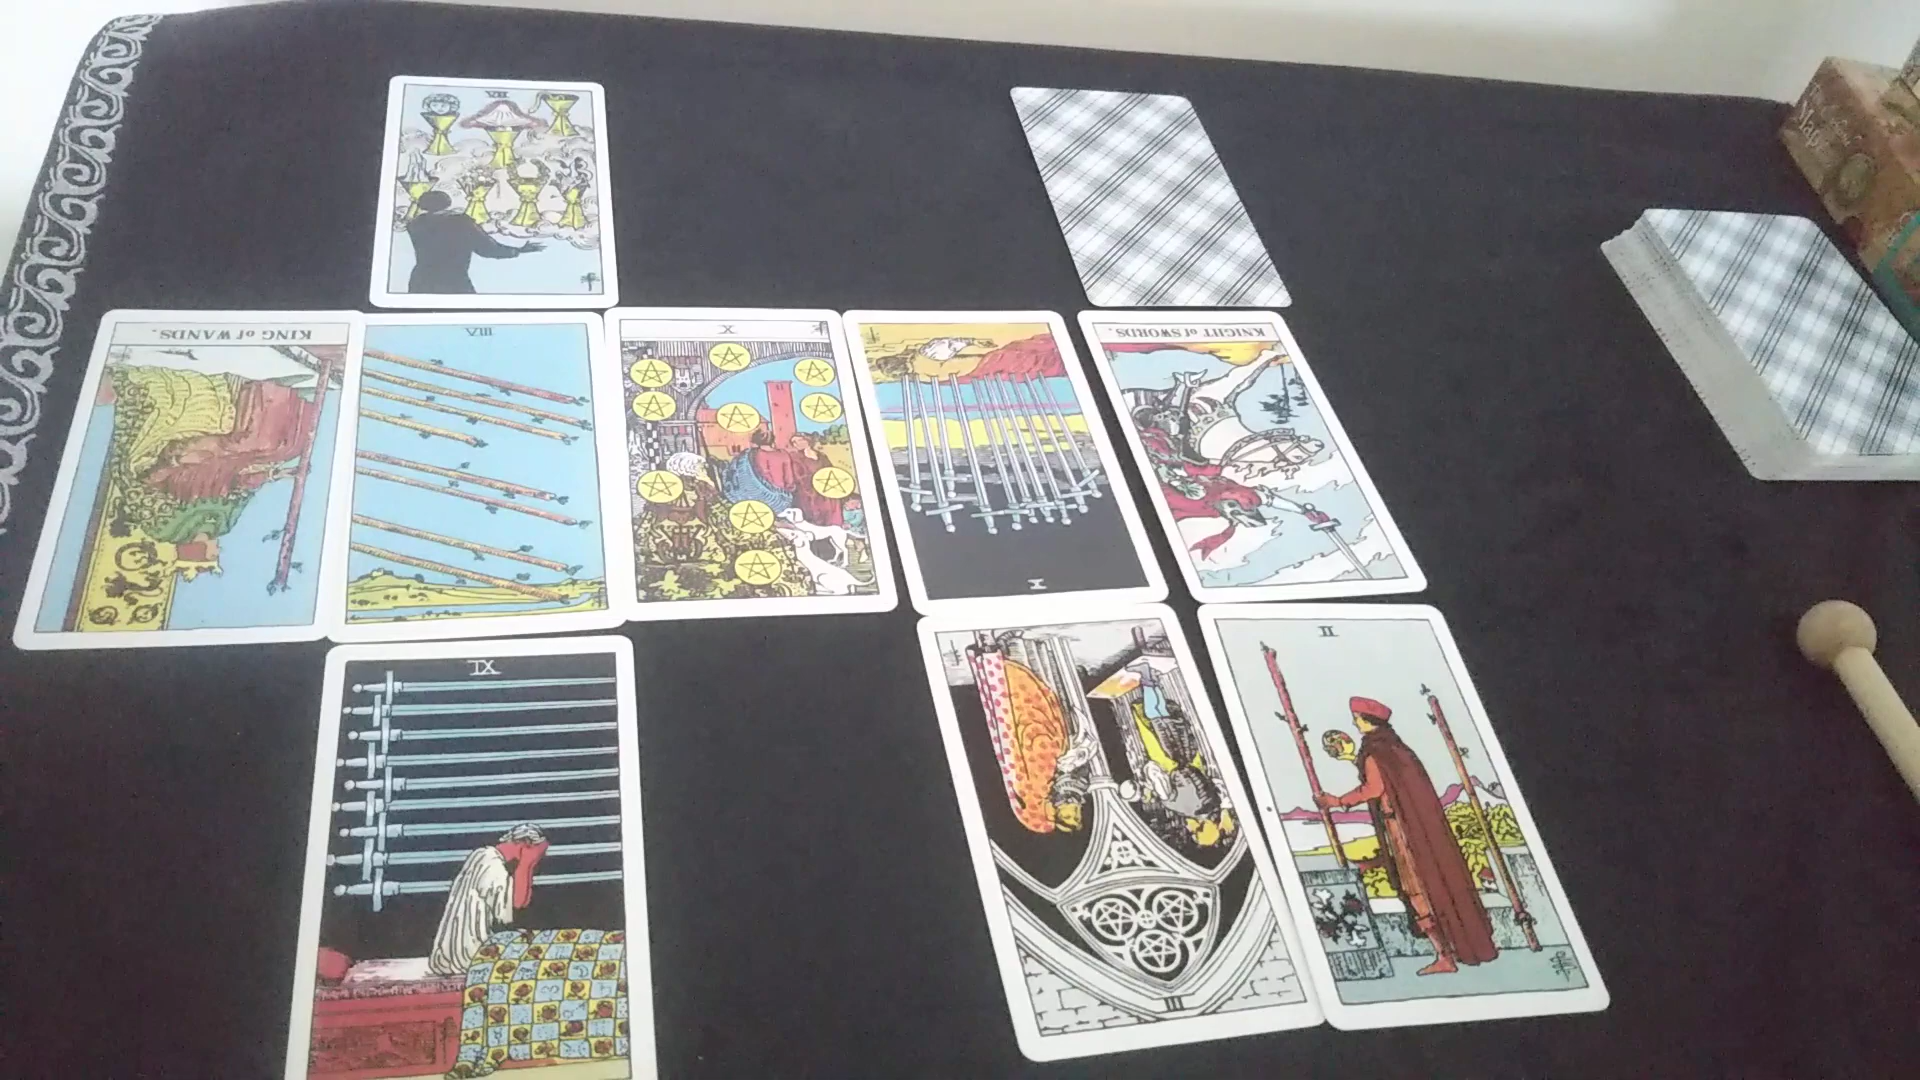 VII
KING of WANDS.
VIII
X
X
KNIGHT of SWORDS.
IX
III
II